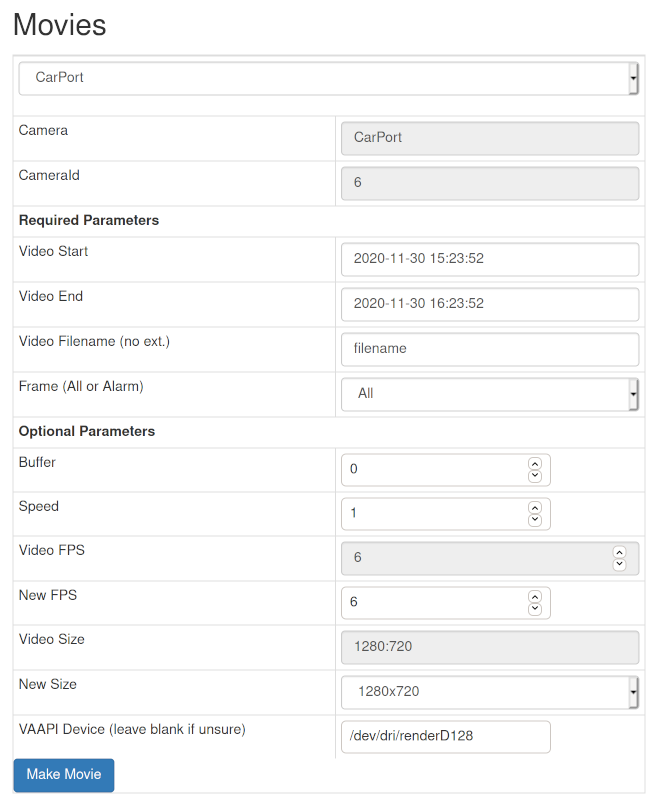 Movies
CarPort
Camera CarPort
CameraId 6
Required Parameters
Video Start 2020-11-30 15:23:52
Video End 2020-11-30 16:23:52
Video Filename (no ext.) filename
Frame (All or Alarm) All
Optional Parameters
Buffer 0
Speed 1
Video FPS 6
New FPS 6
Video Size 1280:720
New Size 1280x720
VAAPI Device (leave blank if unsure) /dev/dri/renderD128
Make Movie